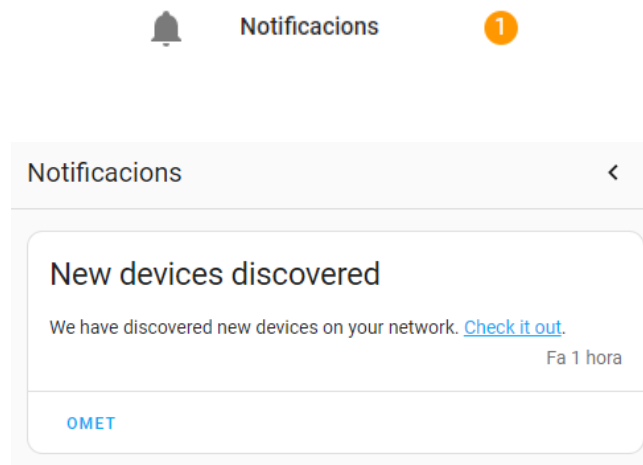 Notificacions 1
Notificacions
New devices discovered
We have discovered new devices on your network. Check it out.
Fa 1 hora
OMET